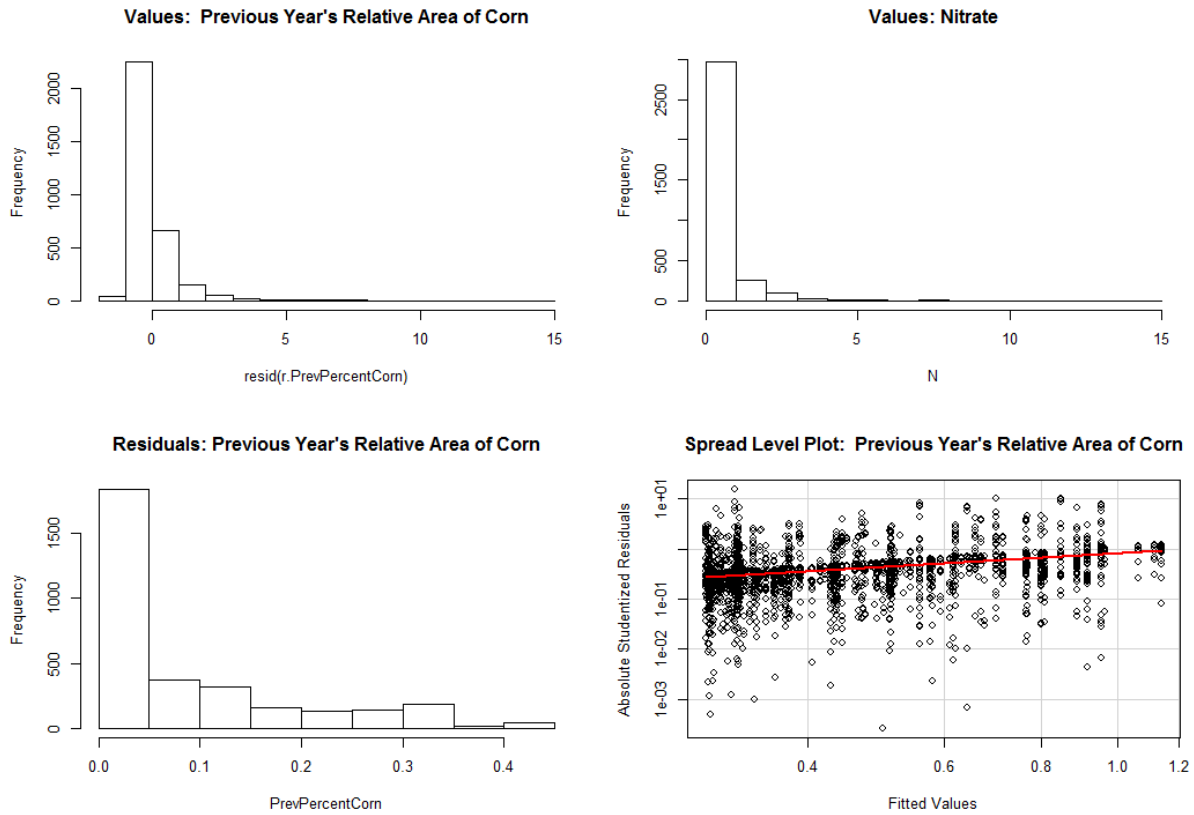 Values:  Previous Year's Relative Area of Corn
Frequency
2000
1500
1000
500
0
0
5
10
15
resid(r.PrevPercentCorn)
Values: Nitrate
Frequency
2500
1500
500
0
0
5
10
15
N
Residuals: Previous Year's Relative Area of Corn
Frequency
1500
1000
500
0
0.0
0.1
0.2
0.3
0.4
PrevPercentCorn
Spread Level Plot:  Previous Year's Relative Area of Corn
Absolute Studentized Residuals
1e+01
1e-01
1e-02
1e-03
0.4
0.6
0.8
1.0
1.2
Fitted Values